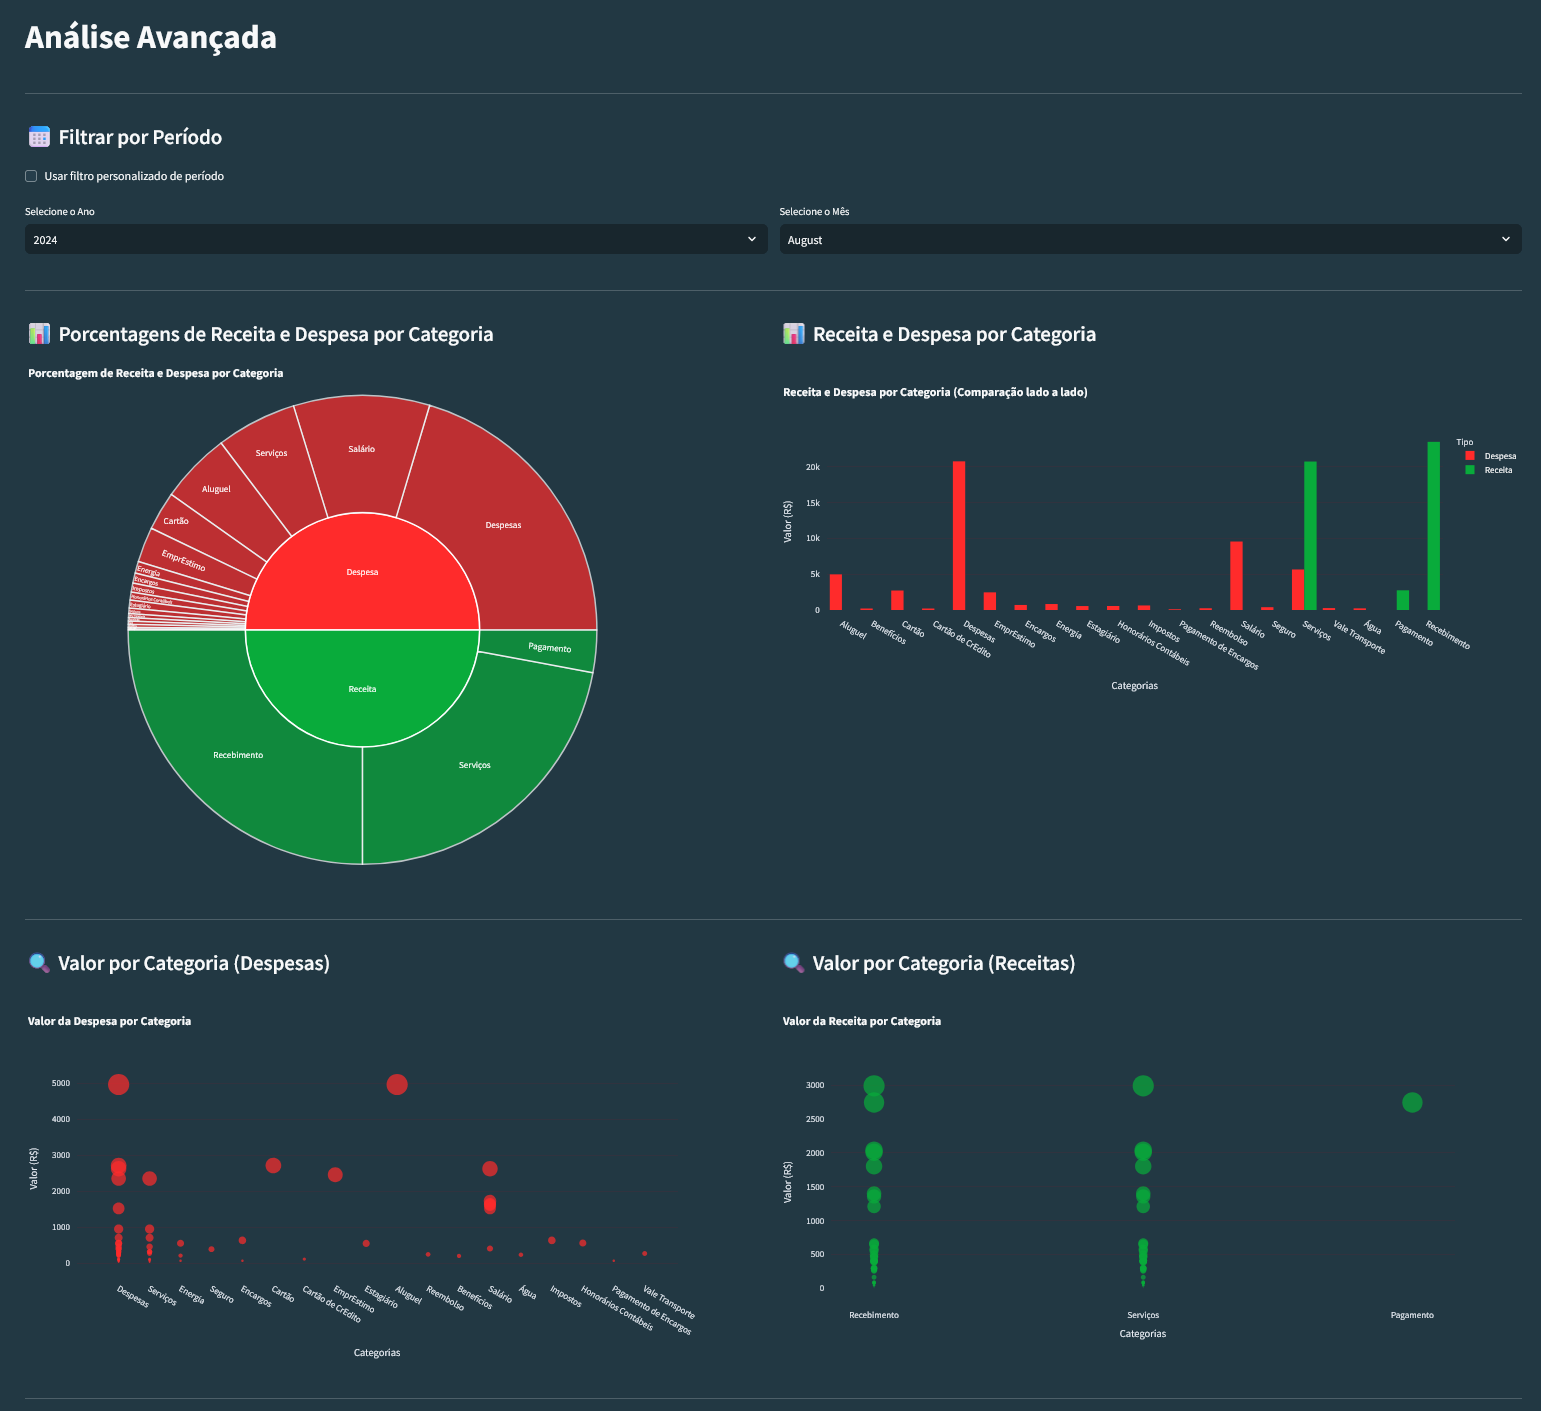 Análise Avançada
Filtrar por Período
Usar filtro personalizado de período
Selecione o Ano
Selecione o Mês
2024
August
Porcentagens de Receita e Despesa por Categoria
Receita e Despesa por Categoria
Porcentagem de Receita e Despesa por Categoria
Despesas
Salário
Serviços
Aluguel
Cartão
EmprEstimo
Energia
Encargos
Impostos
Honorários Contábeis
Estagiário
Despesa
Receita
Pagamento
Serviços
Recebimento
Receita e Despesa por Categoria (Comparação lado a lado)
Tipo
Despesa
Receita
Valor (R$)
20k
15k
10k
5k
0
Aluguel
Benefícios
Cartão
Cartão de CrEdito
Despesas
EmprEstimo
Encargos
Energia
Estagiário
Honorários Contábeis
Impostos
Pagamento de Encargos
Reembolso
Salário
Seguro
Serviços
Vale Transporte
Água
Pagamento
Recebimento
Categorias
Valor por Categoria (Despesas)
Valor por Categoria (Receitas)
Valor da Despesa por Categoria
Valor (R$)
5000
4000
3000
2000
1000
0
Despesas
Serviços
Energia
Seguro
Encargos
Cartão
Cartão de CrEdito
EmprEstimo
Estagiário
Aluguel
Reembolso
Benefícios
Salário
Água
Impostos
Honorários Contábeis
Pagamento de Encargos
Vale Transporte
Categorias
Valor da Receita por Categoria
Valor (R$)
3000
2500
2000
1500
1000
500
0
Recebimento
Serviços
Pagamento
Categorias